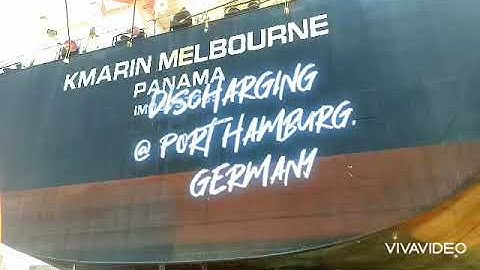 KMARIN MELBOURNE
PANAMA
DISCHARGING
@ PORT HAMBURG.
GERMANY
VIVAVIDEO